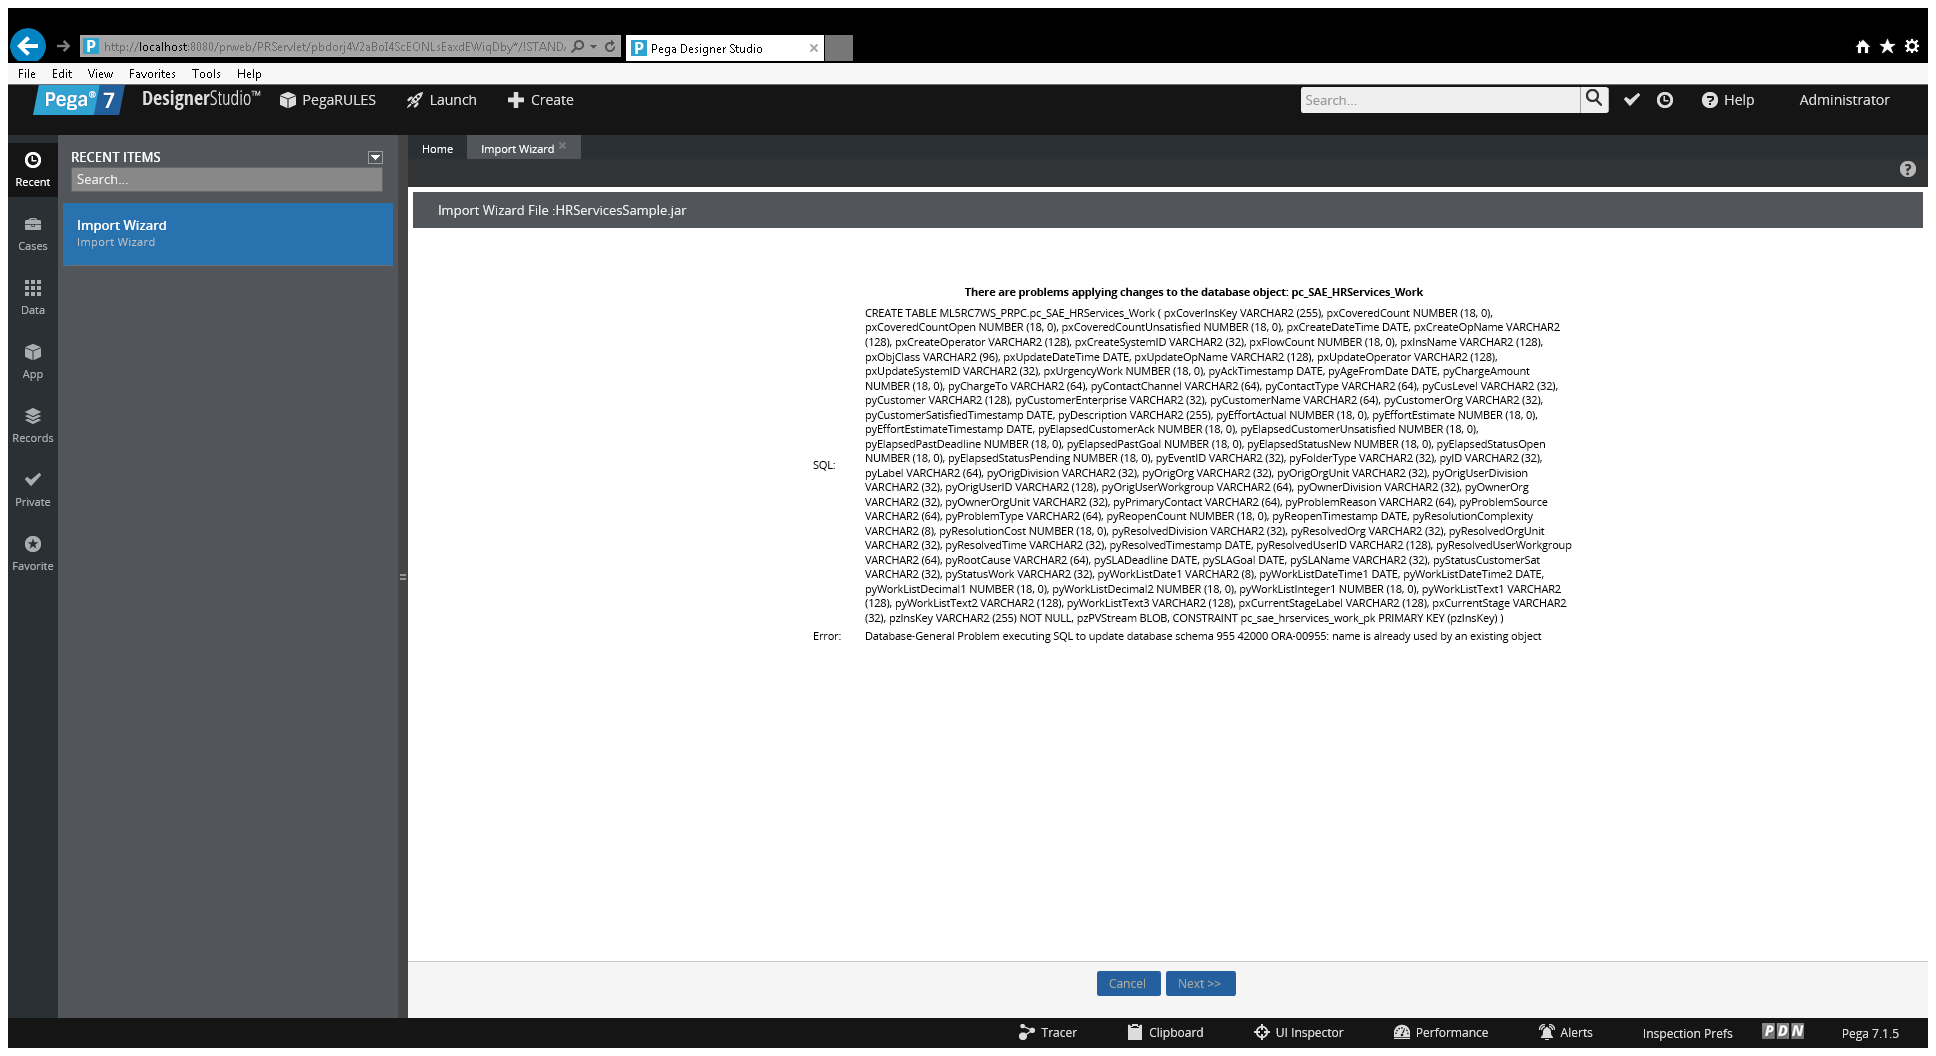 http://localhost:8080/prweb/PRServlet/pbdorj4V2aBoI4ScEONLsEaxdEWiqDby*/!STANDA
Pega Designer Studio
File Edit View Favorites Tools Help
Pega® 7
DesignerStudio™
PegaRULES
Launch
Create
Search...
Help
Administrator
Recent
Cases
Data
App
Records
Private
Favorite
RECENT ITEMS
Search...
Import Wizard
Import Wizard
Home
Import Wizard
Import Wizard File :HRServicesSample.jar
There are problems applying changes to the database object: pc_SAE_HRServices_Work
SQL:
CREATE TABLE ML5RC7WS_PRPC.pc_SAE_HRServices_Work ( pxCoverInsKey VARCHAR2 (255), pxCoveredCount NUMBER (18, 0),
pxCoveredCountOpen NUMBER (18, 0), pxCoveredCountUnsatisfied NUMBER (18, 0), pxCreateDateTime DATE, pxCreateOpName VARCHAR2
(128), pxCreateOperator VARCHAR2 (128), pxCreateSystemID VARCHAR2 (32), pxFlowCount NUMBER (18, 0), pxInsName VARCHAR2 (128),
pxObjClass VARCHAR2 (96), pxUpdateDateTime DATE, pxUpdateOpName VARCHAR2 (128), pxUpdateOperator VARCHAR2 (128),
pxUpdateSystemID VARCHAR2 (32), pxUrgencyWork NUMBER (18, 0), pyAckTimestamp DATE, pyAgeFromDate DATE, pyChargeAmount
NUMBER (18, 0), pyChargeTo VARCHAR2 (64), pyContactChannel VARCHAR2 (64), pyContactType VARCHAR2 (64), pyCusLevel VARCHAR2 (32),
pyCustomer VARCHAR2 (128), pyCustomerEnterprise VARCHAR2 (32), pyCustomerName VARCHAR2 (64), pyCustomerOrg VARCHAR2 (32),
pyCustomerSatisfiedTimestamp DATE, pyDescription VARCHAR2 (255), pyEffortActual NUMBER (18, 0), pyEffortEstimate NUMBER (18, 0),
pyEffortEstimateTimestamp DATE, pyElapsedCustomerAck NUMBER (18, 0), pyElapsedCustomerUnsatisfied NUMBER (18, 0),
pyElapsedPastDeadline NUMBER (18, 0), pyElapsedPastGoal NUMBER (18, 0), pyElapsedStatusNew NUMBER (18, 0), pyElapsedStatusOpen
NUMBER (18, 0), pyElapsedStatusPending NUMBER (18, 0), pyEventID VARCHAR2 (32), pyFolderType VARCHAR2 (32), pyID VARCHAR2 (32),
pyLabel VARCHAR2 (64), pyOrigDivision VARCHAR2 (32), pyOrigOrg VARCHAR2 (32), pyOrigOrgUnit VARCHAR2 (32), pyOrigUserDivision
VARCHAR2 (32), pyOrigUserID VARCHAR2 (128), pyOrigUserWorkgroup VARCHAR2 (64), pyOwnerDivision VARCHAR2 (32), pyOwnerOrg
VARCHAR2 (32), pyOwnerOrgUnit VARCHAR2 (32), pyPrimaryContact VARCHAR2 (64), pyProblemReason VARCHAR2 (64), pyProblemSource
VARCHAR2 (64), pyProblemType VARCHAR2 (64), pyReopenCount NUMBER (18, 0), pyReopenTimestamp DATE, pyResolutionComplexity
VARCHAR2 (8), pyResolutionCost NUMBER (18, 0), pyResolvedDivision VARCHAR2 (32), pyResolvedOrg VARCHAR2 (32), pyResolvedOrgUnit
VARCHAR2 (32), pyResolvedTime VARCHAR2 (32), pyResolvedTimestamp DATE, pyResolvedUserID VARCHAR2 (128), pyResolvedUserWorkgroup
VARCHAR2 (64), pyRootCause VARCHAR2 (64), pySLADeadline DATE, pySLAGoal DATE, pySLAName VARCHAR2 (32), pyStatusCustomerSat
VARCHAR2 (32), pyStatusWork VARCHAR2 (32), pyWorkListDate1 VARCHAR2 (8), pyWorkListDateTime1 DATE, pyWorkListDateTime2 DATE,
pyWorkListDecimal1 NUMBER (18, 0), pyWorkListDecimal2 NUMBER (18, 0), pyWorkListInteger1 NUMBER (18, 0), pyWorkListText1 VARCHAR2
(128), pyWorkListText2 VARCHAR2 (128), pyWorkListText3 VARCHAR2 (128), pxCurrentStageLabel VARCHAR2 (128), pxCurrentStage VARCHAR2
(32), pzInsKey VARCHAR2 (255) NOT NULL, pzPVStream BLOB, CONSTRAINT pc_sae_hrservices_work_pk PRIMARY KEY (pzInsKey) )
Error: Database-General Problem executing SQL to update database schema 955 42000 ORA-00955: name is already used by an existing object
Cancel
Next >>
Tracer
Clipboard
UI Inspector
Performance
Alerts
Inspection Prefs
PDN
Pega 7.1.5